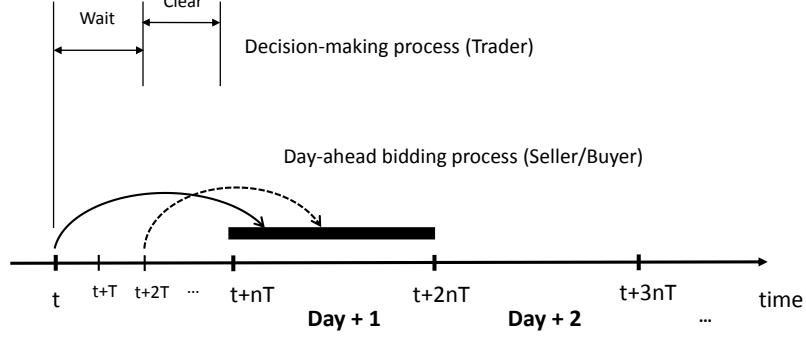 Clear
Wait
Decision-making process (Trader)
Day-ahead bidding process (Seller/Buyer)
t t+T t+2T ... t+nT t+2nT t+3nT time
Day + 1 Day + 2 ...